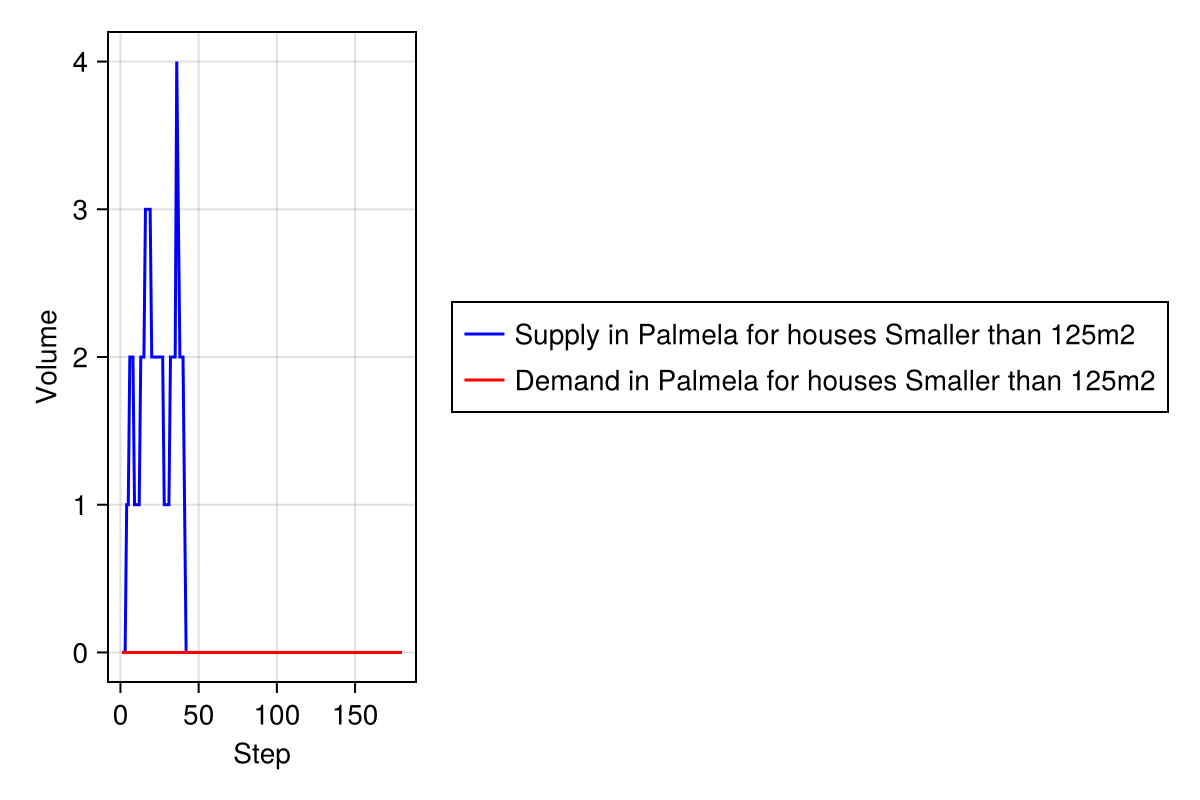 4
3
2
1
0
Volume
0 50 100 150
Step
Supply in Palmela for houses Smaller than 125m2
Demand in Palmela for houses Smaller than 125m2